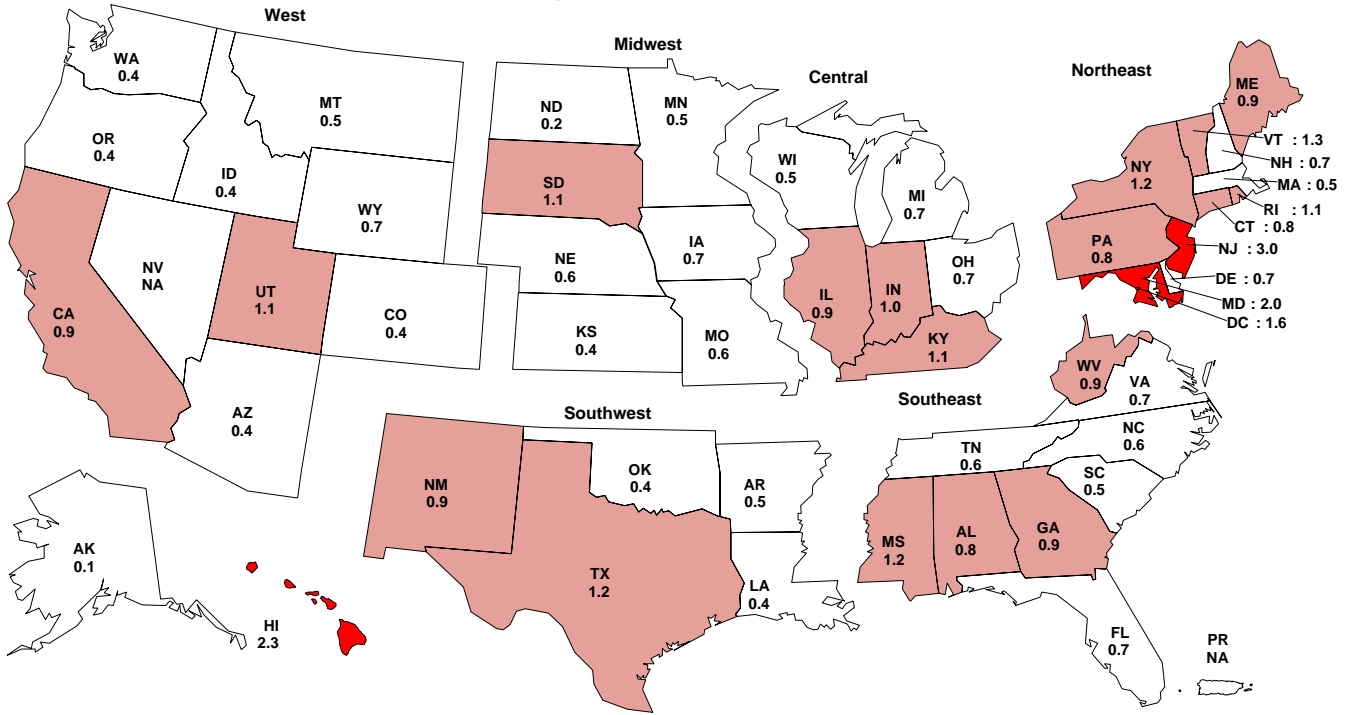 West
WA
0.4
MT
0.5
OR
0.4
ID
0.4
WY
0.7
NV
NA
UT
1.1
CA
0.9
CO
0.4
AZ
0.4
AK
0.1
HI
2.3
Midwest
ND
0.2
MN
0.5
SD
1.1
NE
0.6
IA
0.7
KS
0.4
MO
0.6
Central
WI
0.5
MI
0.7
IL
0.9
IN
1.0
OH
0.7
KY
1.1
Northeast
ME
0.9
VT : 1.3
NH : 0.7
NY
1.2
MA : 0.5
RI : 1.1
CT : 0.8
PA
0.8
NJ : 3.0
DE : 0.7
MD : 2.0
DC : 1.6
Southwest
NM
0.9
OK
0.4
AR
0.5
TX
1.2
LA
0.4
Southeast
WV
0.9
VA
0.7
TN
0.6
NC
0.6
SC
0.5
MS
1.2
AL
0.8
GA
0.9
FL
0.7
PR
NA